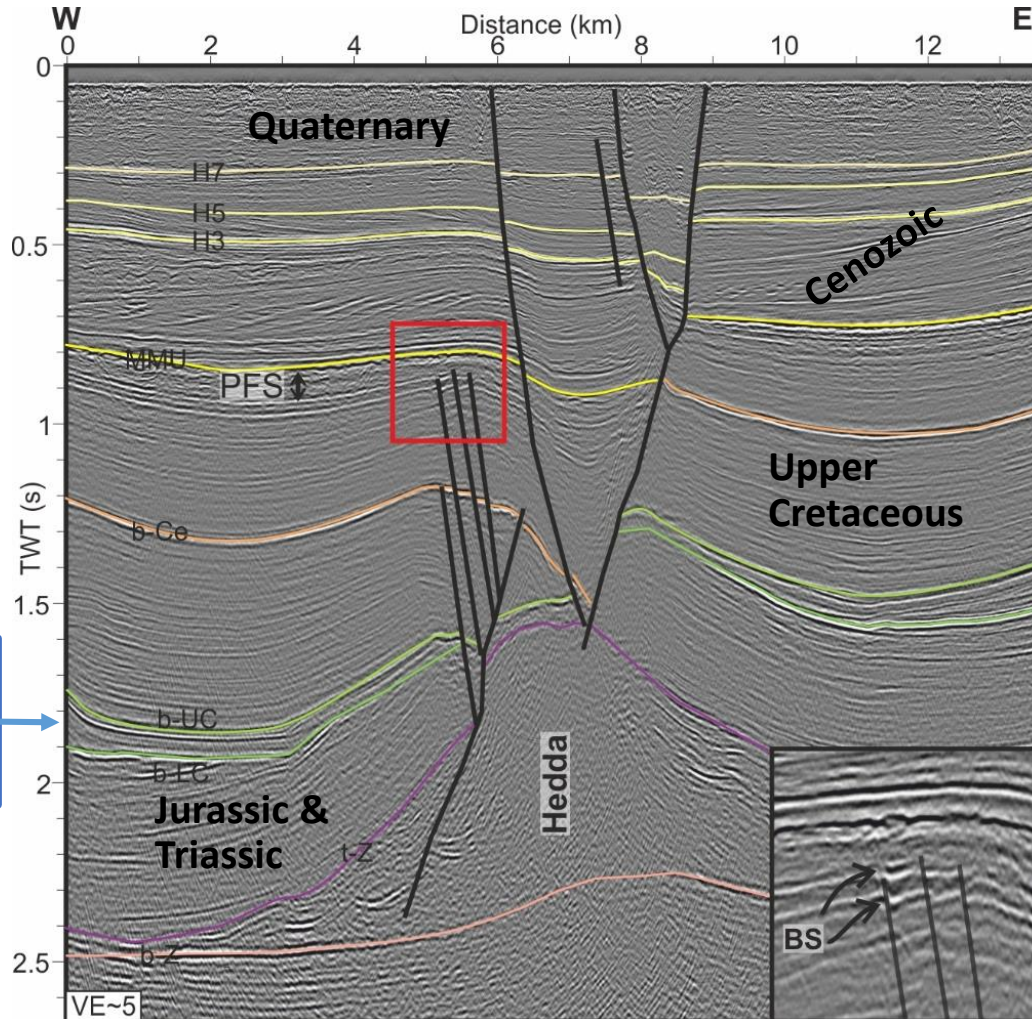 W
Distance (km)
E
0 2 4 6 8 10 12
0
Quaternary
H7
H5
H3
0.5
Cenozoic
MMU
PFS
1
Upper
Cretaceous
b-Ce
TWT (s)
1.5
b-UC
b-LC
2
Jurassic &
Triassic
t-Z
Hedda
BS
b-Z
2.5
VE~5